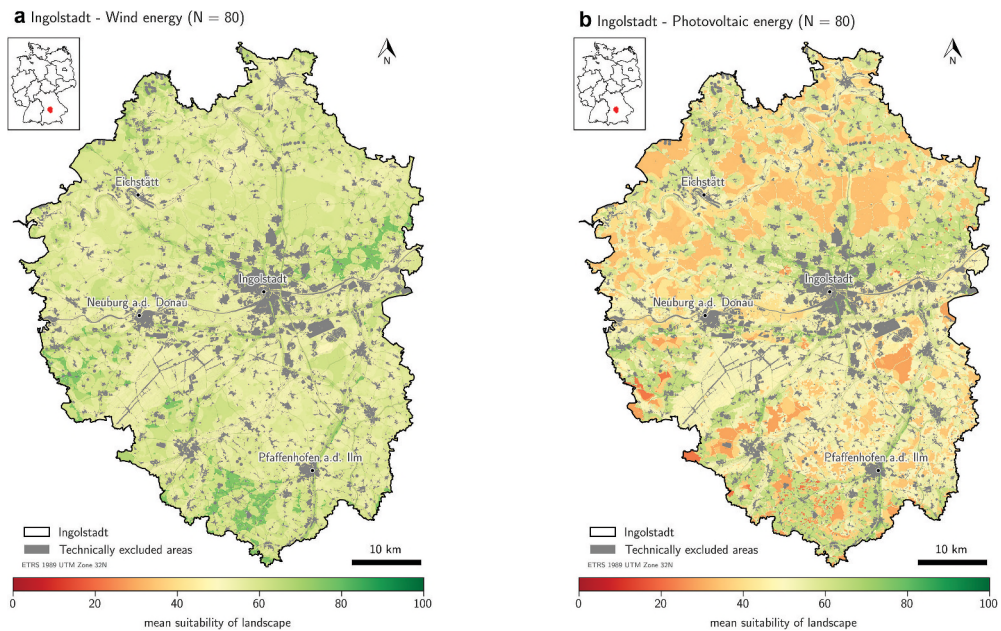 a Ingolstadt - Wind energy (N = 80)
N
Eichstätt
Ingolstadt
Neuburg a.d. Donau
Pfaffenhofen a.d. Ilm
Ingolstadt
Technically excluded areas
ETRS 1989 UTM Zone 32N
10 km
0 20 40 60 80 100
mean suitability of landscape
b Ingolstadt - Photovoltaic energy (N = 80)
N
Eichstätt
Ingolstadt
Neuburg a.d. Donau
Pfaffenhofen a.d. Ilm
Ingolstadt
Technically excluded areas
ETRS 1989 UTM Zone 32N
10 km
0 20 40 60 80 100
mean suitability of landscape